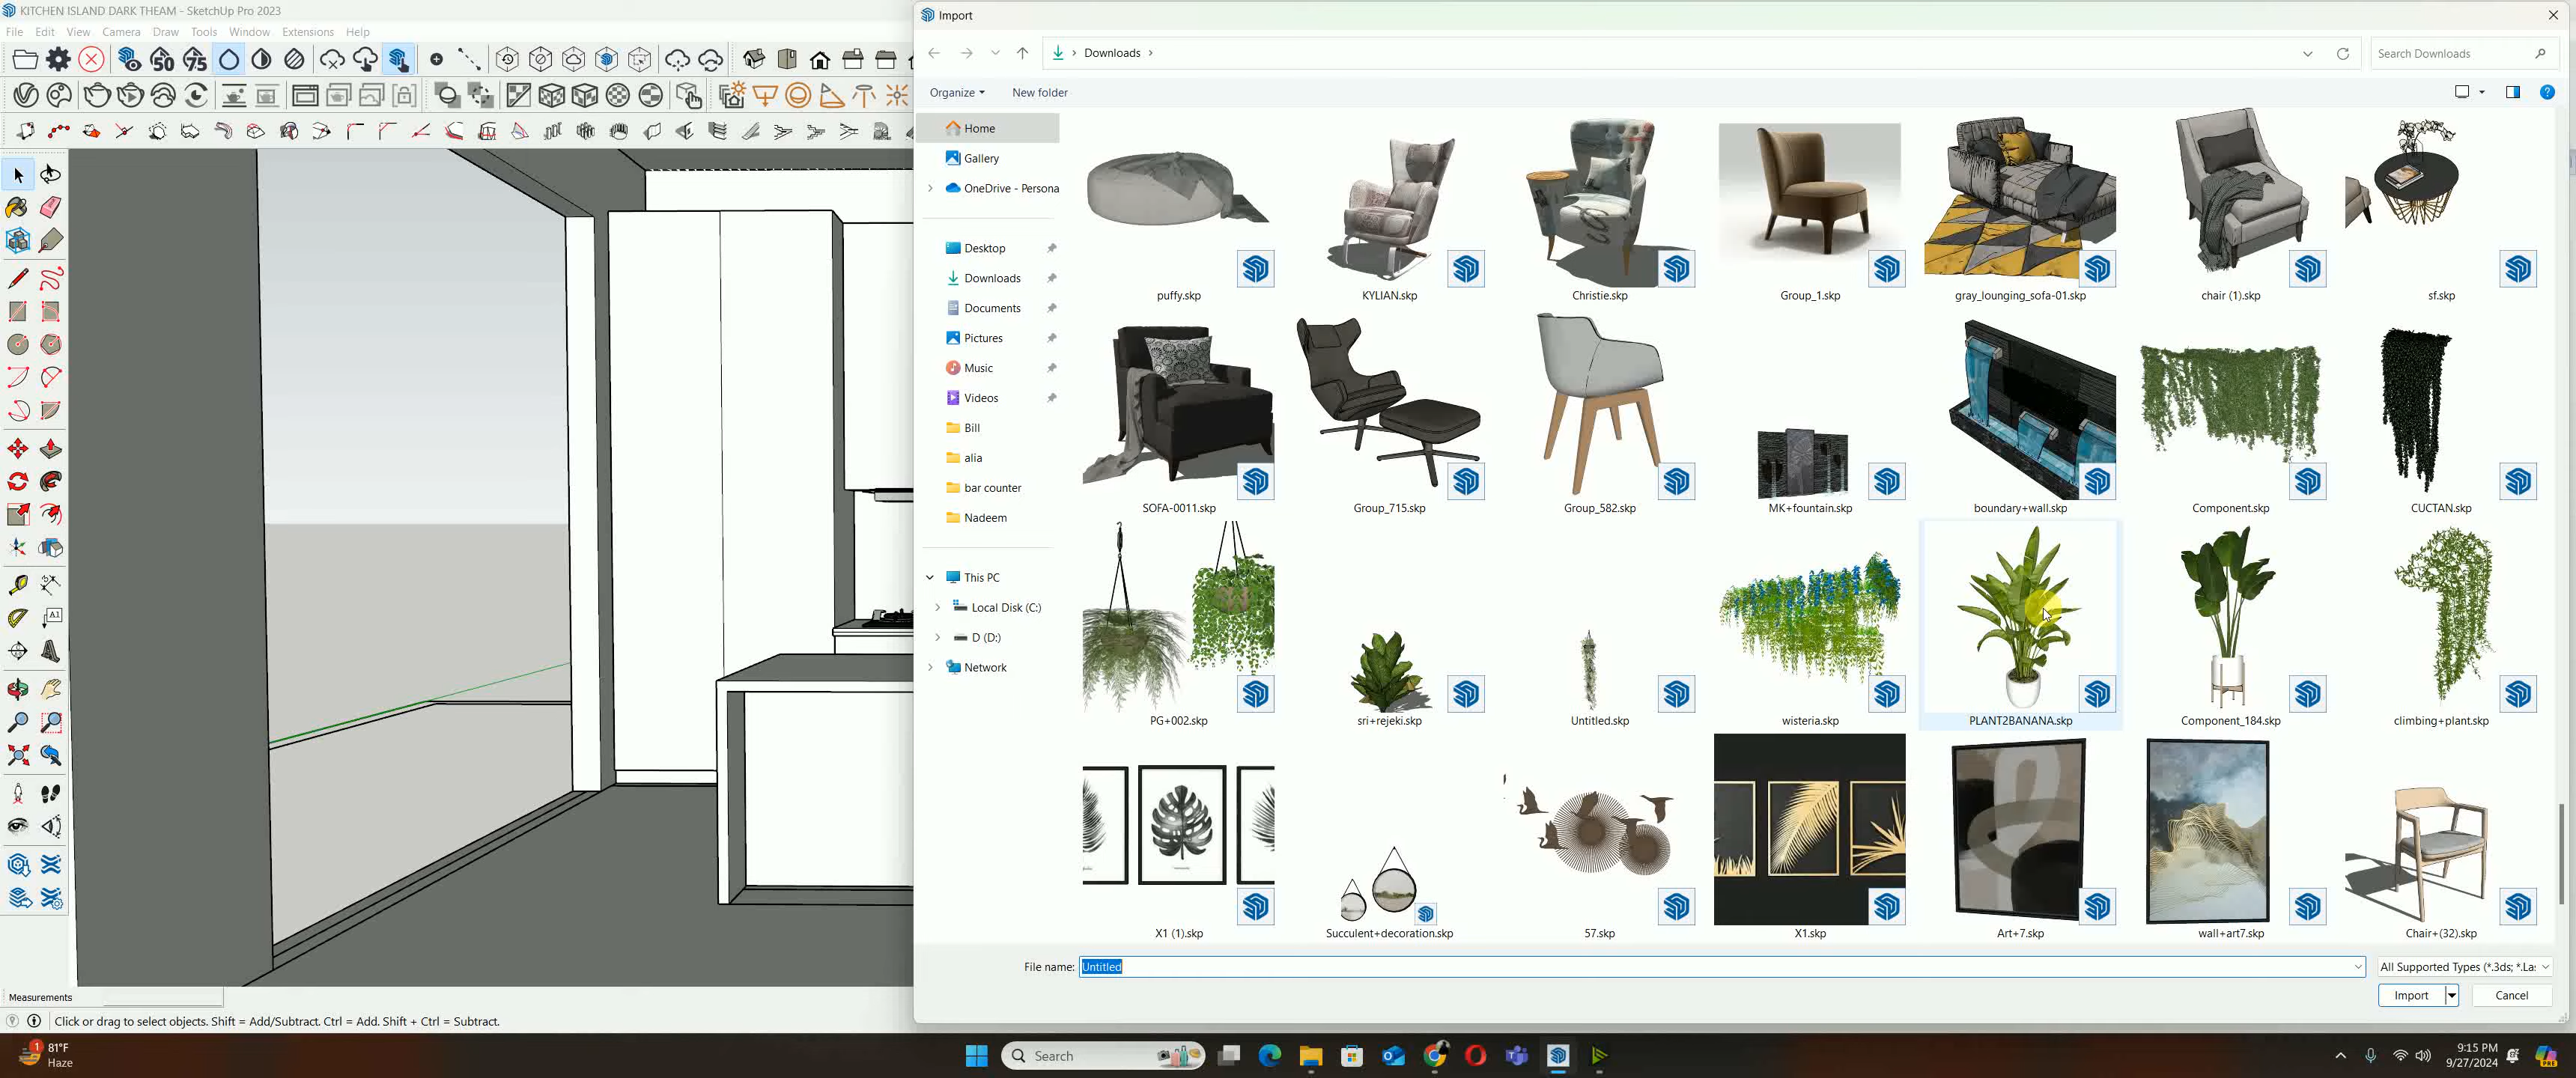 KITCHEN ISLAND DARK THEAM - SketchUp Pro 2023
File Edit View Camera Draw Tools Window Extensions Help
50 75
A1
Measurements
Click or drag to select objects. Shift = Add/Subtract. Ctrl = Add. Shift + Ctrl = Subtract.
Import
Downloads
Search Downloads
Organize New folder
Home
Gallery
OneDrive - Persona
Desktop
Downloads
Documents
Pictures
Music
Videos
Bill
alia
bar counter
Nadeem
This PC
Local Disk (C:)
D (D:)
Network
puffy.skp KYLIAN.skp Christie.skp Group_1.skp gray_lounging_sofa-01.skp chair (1).skp sf.skp
SOFA-0011.skp Group_715.skp Group_582.skp MK+fountain.skp boundary+wall.skp Component.skp CUCTAN.skp
PG+002.skp sri+rejeki.skp Untitled.skp wisteria.skp PLANT2BANANA.skp Component_184.skp climbing+plant.skp
X1 (1).skp Succulent+decoration.skp 57.skp X1.skp Art+7.skp wall+art7.skp Chair+(32).skp
File name: Untitled All Supported Types (*.3ds; *.Las
Import Cancel
1 81°F
Haze
Search
9:15 PM
9/27/2024
PRE